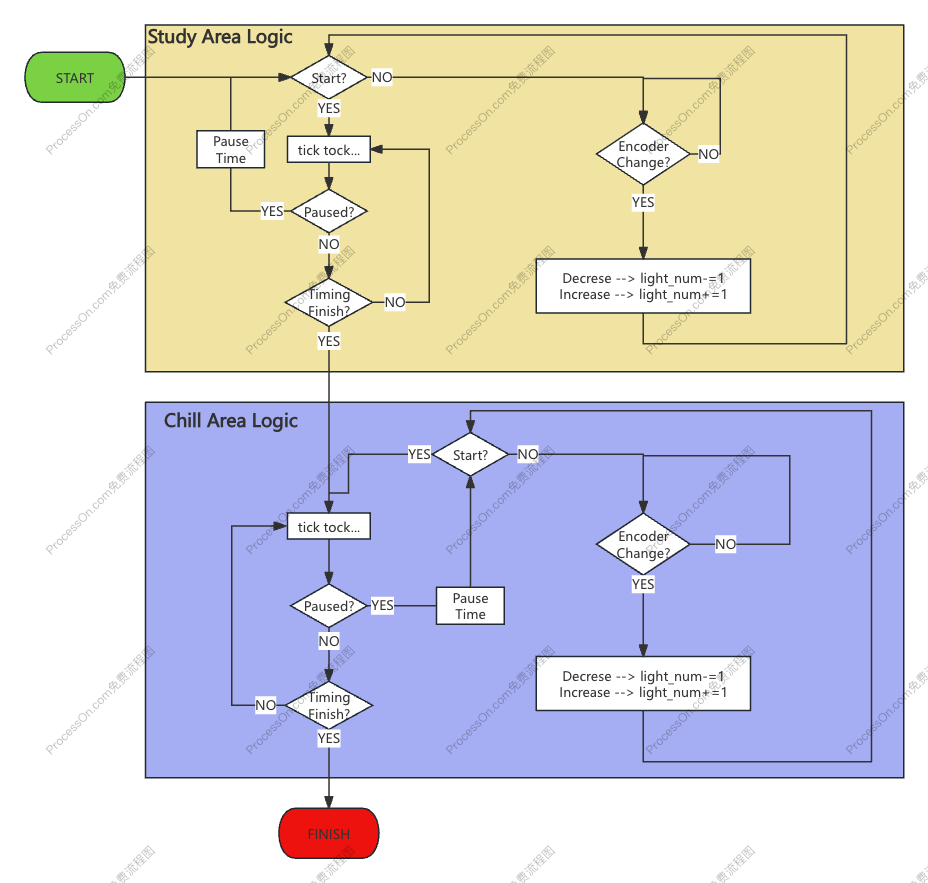 Study Area Logic
START
Start?
NO
YES
Pause
Time
tick tock...
Encoder
Change?
NO
YES
Paused?
YES
NO
Decrese --> light_num-=1
Increase --> light_num+=1
Timing
Finish?
NO
YES
Chill Area Logic
YES
Start?
NO
tick tock...
Encoder
Change?
NO
YES
Paused?
YES
Pause
Time
NO
Decrese --> light_num-=1
Increase --> light_num+=1
Timing
Finish?
NO
YES
FINISH
ProcessOn.com免费流程图